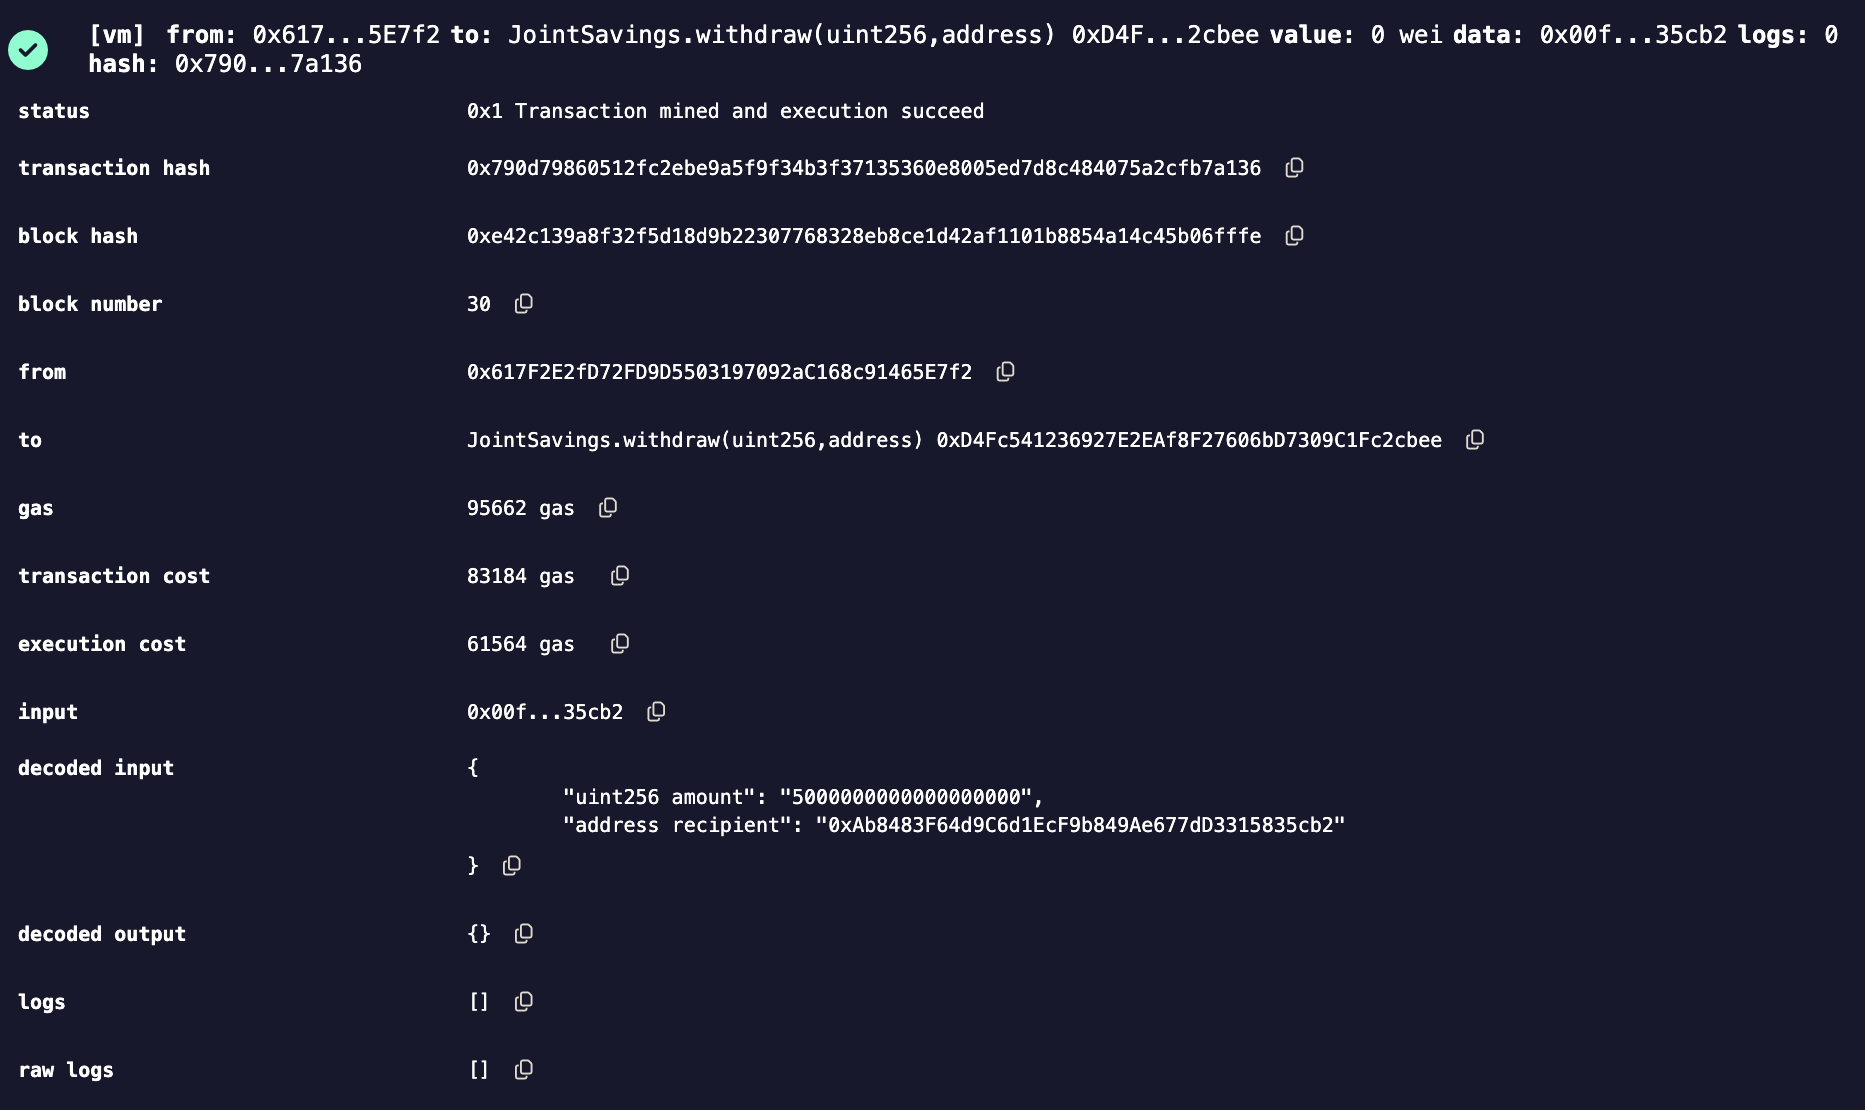 [vm] from: 0x617...5E7f2 to: JointSavings.withdraw(uint256,address) 0xD4F...2cbee value: 0 wei data: 0x00f...35cb2 logs: 0
hash: 0x790...7a136
status 0x1 Transaction mined and execution succeed
transaction hash 0x790d79860512fc2ebe9a5f9f34b3f37135360e8005ed7d8c484075a2cfb7a136
block hash 0xe42c139a8f32f5d18d9b22307768328eb8ce1d42af1101b8854a14c45b06fffe
block number 30
from 0x617F2E2fD72FD9D5503197092aC168c91465E7f2
to JointSavings.withdraw(uint256,address) 0xD4Fc541236927E2EAf8F27606bD7309C1Fc2cbee
gas 95662 gas
transaction cost 83184 gas
execution cost 61564 gas
input 0x00f...35cb2
decoded input {
"uint256 amount": "5000000000000000000",
"address recipient": "0xAb8483F64d9C6d1EcF9b849Ae677dD3315835cb2"
}
decoded output {}
logs []
raw logs []